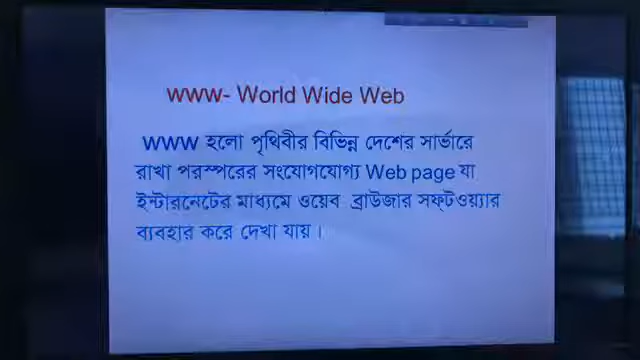 www- World Wide Web
www হলো পৃথিবীর বিভিন্ন দেশের সার্ভারে
রাখা পরস্পরের সংযোগযোগ্য Web page যা
ইন্টারনেটের মাধ্যমে ওয়েব ব্রাউজার সফ্টওয়্যার
ব্যবহার করে দেখা যায়।